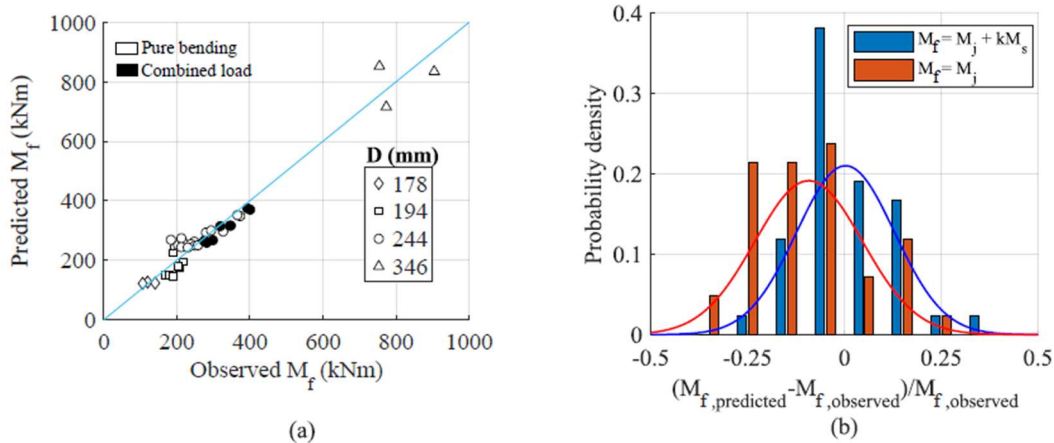 1000
800
600
400
200
0
0 200 400 600 800 1000
Predicted M_f (kNm)
Observed M_f (kNm)
Pure bending
Combined load
D (mm)
178
194
244
346
(a)
0.4
0.3
0.2
0.1
0
-0.5 -0.25 0 0.25 0.5
Probability density
M_f = M_j + kM_s
M_f = M_j
(M_f,predicted-M_f,observed)/M_f,observed
(b)